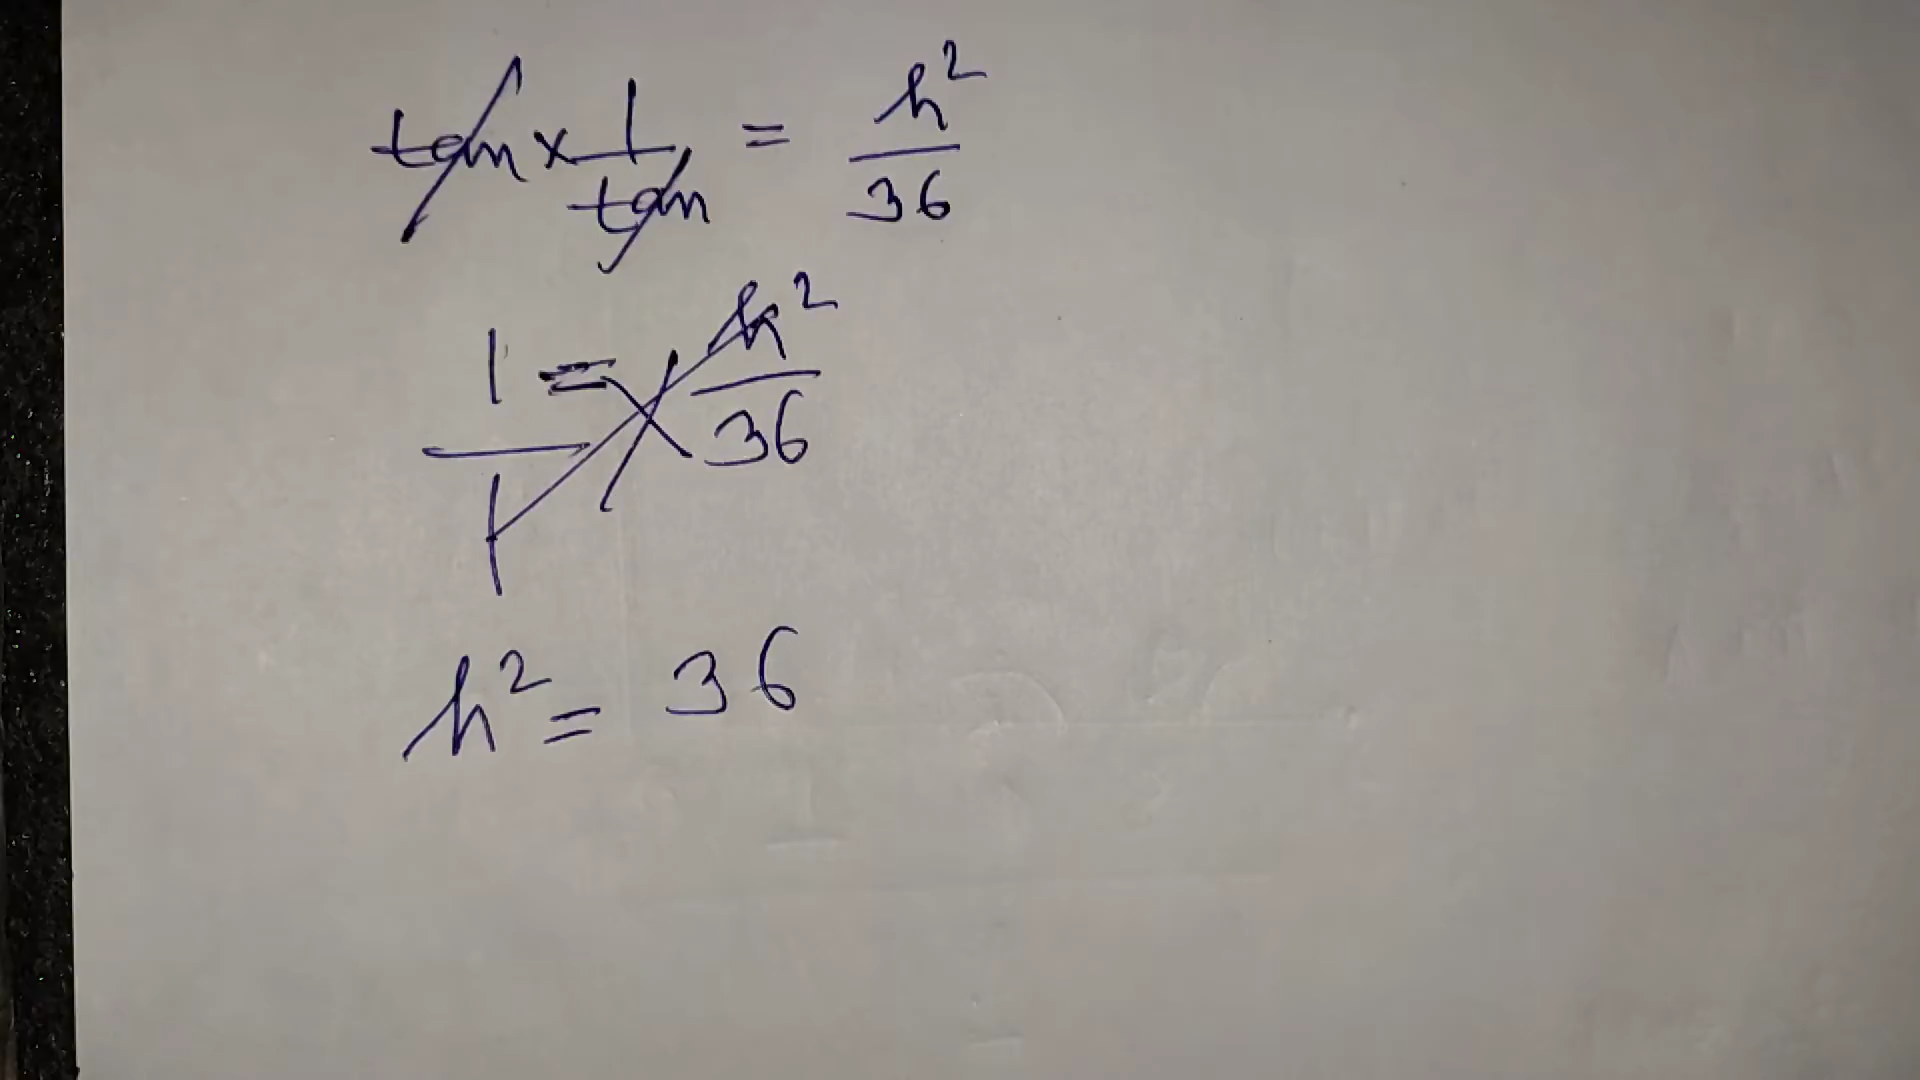 tan × 1/tan = h²/36
1/1 = h²/36
h² = 36